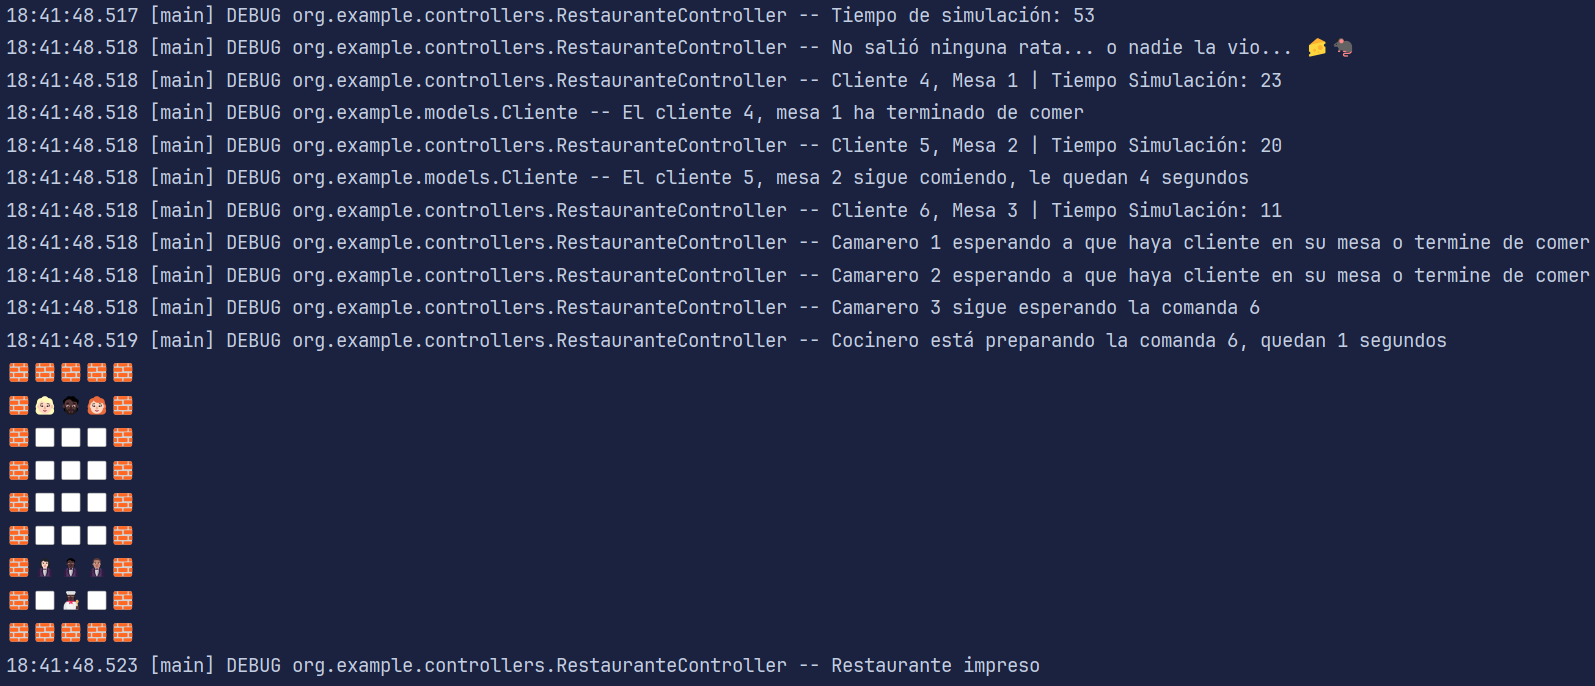 18:41:48.517 [main] DEBUG org.example.controllers.RestauranteController -- Tiempo de simulación: 53
18:41:48.518 [main] DEBUG org.example.controllers.RestauranteController -- No salió ninguna rata... o nadie la vio... 🧀🐀
18:41:48.518 [main] DEBUG org.example.controllers.RestauranteController -- Cliente 4, Mesa 1 | Tiempo Simulación: 23
18:41:48.518 [main] DEBUG org.example.models.Cliente -- El cliente 4, mesa 1 ha terminado de comer
18:41:48.518 [main] DEBUG org.example.controllers.RestauranteController -- Cliente 5, Mesa 2 | Tiempo Simulación: 20
18:41:48.518 [main] DEBUG org.example.models.Cliente -- El cliente 5, mesa 2 sigue comiendo, le quedan 4 segundos
18:41:48.518 [main] DEBUG org.example.controllers.RestauranteController -- Cliente 6, Mesa 3 | Tiempo Simulación: 11
18:41:48.518 [main] DEBUG org.example.controllers.RestauranteController -- Camarero 1 esperando a que haya cliente en su mesa o termine de comer
18:41:48.518 [main] DEBUG org.example.controllers.RestauranteController -- Camarero 2 esperando a que haya cliente en su mesa o termine de comer
18:41:48.518 [main] DEBUG org.example.controllers.RestauranteController -- Camarero 3 sigue esperando la comanda 6
18:41:48.519 [main] DEBUG org.example.controllers.RestauranteController -- Cocinero está preparando la comanda 6, quedan 1 segundos
18:41:48.523 [main] DEBUG org.example.controllers.RestauranteController -- Restaurante impreso